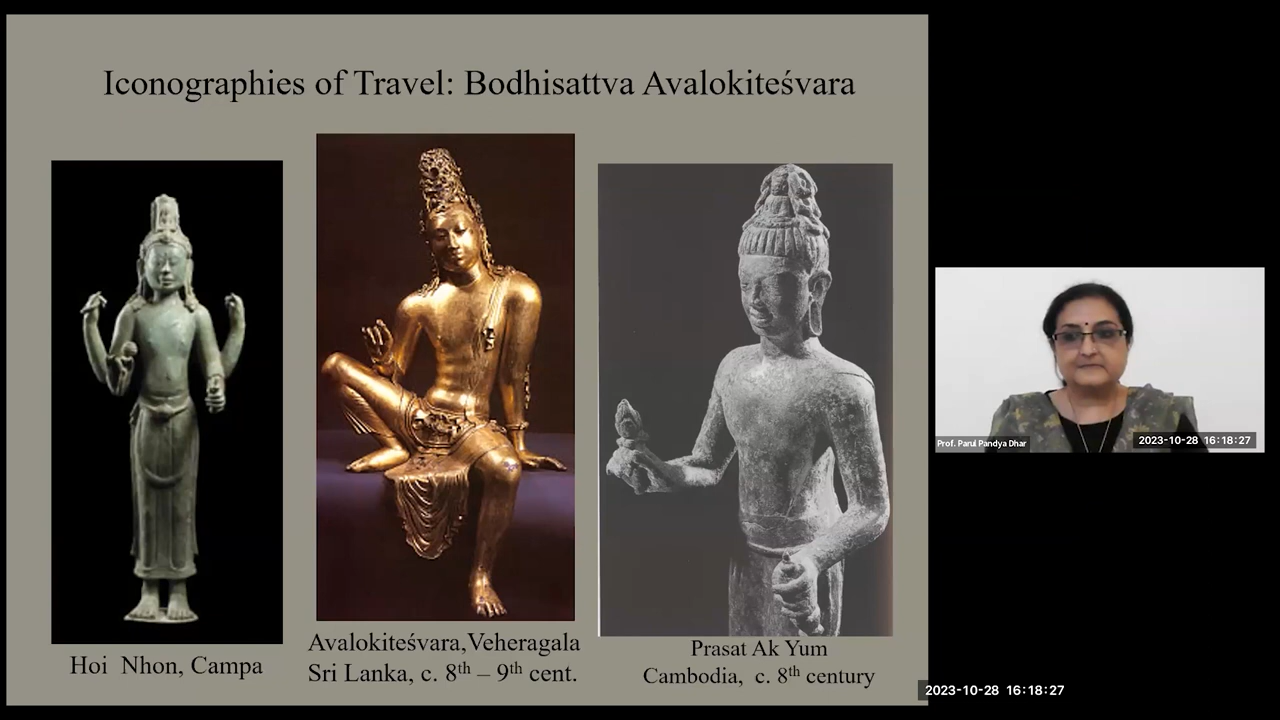 Iconographies of Travel: Bodhisattva Avalokiteśvara
Hoi Nhon, Campa
Avalokiteśvara,Veheragala
Sri Lanka, c. 8th – 9th cent.
Prasat Ak Yum
Cambodia, c. 8th century
Prof. Parul Pandya Dhar
2023-10-28 16:18:27
2023-10-28 16:18:27